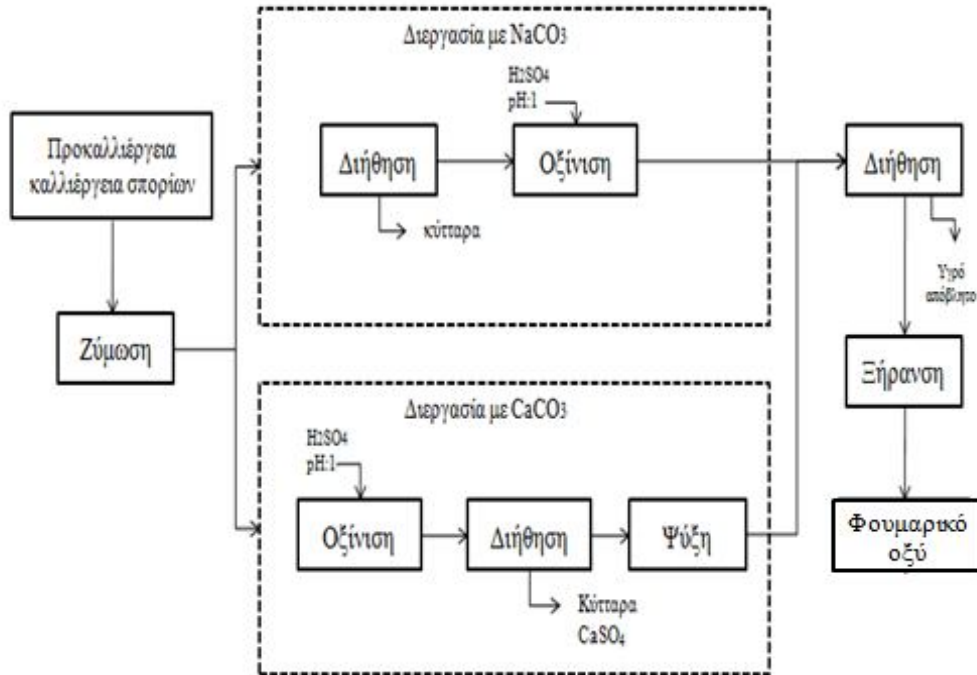 Διεργασία με NaCO3
H2SO4
pH:1
Προκαλλιέργεια
καλλιέργεια σπορίων
Διήθηση
Οξίνιση
Διήθηση
κύτταρα
Υγρό
απόβλητο
Ζύμωση
Ξήρανση
Διεργασία με CaCO3
H2SO4
pH:1
Οξίνιση
Διήθηση
Ψύξη
Φουμαρικό
οξύ
Κύτταρα
CaSO4